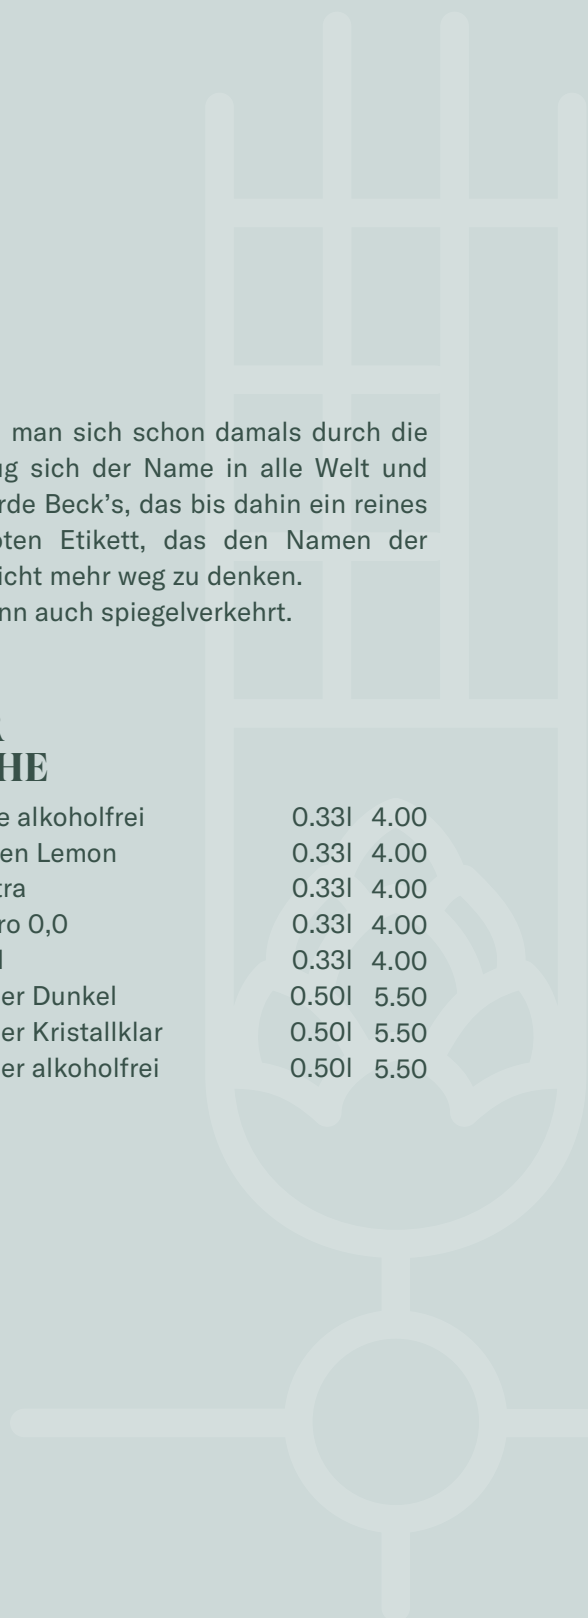 man sich schon damals durch die
ug sich der Name in alle Welt und
rde Beck's, das bis dahin ein reines
oten Etikett, das den Namen der
icht mehr weg zu denken.
nn auch spiegelverkehrt.
R
HE
e alkoholfrei 0.33l 4.00
en Lemon 0.33l 4.00
tra 0.33l 4.00
ro 0,0 0.33l 4.00
l 0.33l 4.00
er Dunkel 0.50l 5.50
er Kristallklar 0.50l 5.50
er alkoholfrei 0.50l 5.50